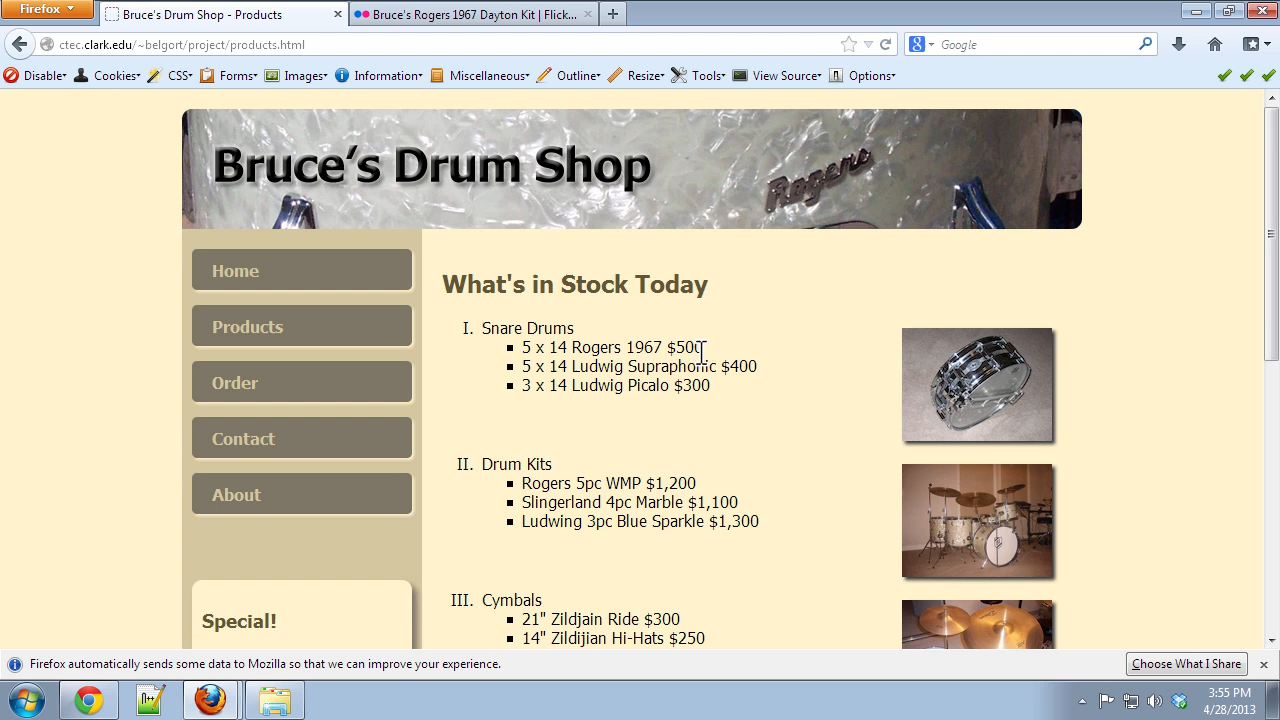 Firefox
Bruce's Drum Shop - Products
Bruce's Rogers 1967 Dayton Kit | Flick...
ctec.clark.edu/~belgort/project/products.html
Google
Disable
Cookies
CSS
Forms
Images
Information
Miscellaneous
Outline
Resize
Tools
View Source
Options
Bruce's Drum Shop
Rogers
Home
Products
Order
Contact
About
Special!
What's in Stock Today
I. Snare Drums
5 x 14 Rogers 1967 $500
5 x 14 Ludwig Supraphonic $400
3 x 14 Ludwig Picalo $300
II. Drum Kits
Rogers 5pc WMP $1,200
Slingerland 4pc Marble $1,100
Ludwing 3pc Blue Sparkle $1,300
III. Cymbals
21" Zildjain Ride $300
14" Zildijian Hi-Hats $250
Firefox automatically sends some data to Mozilla so that we can improve your experience.
Choose What I Share
3:55 PM
4/28/2013